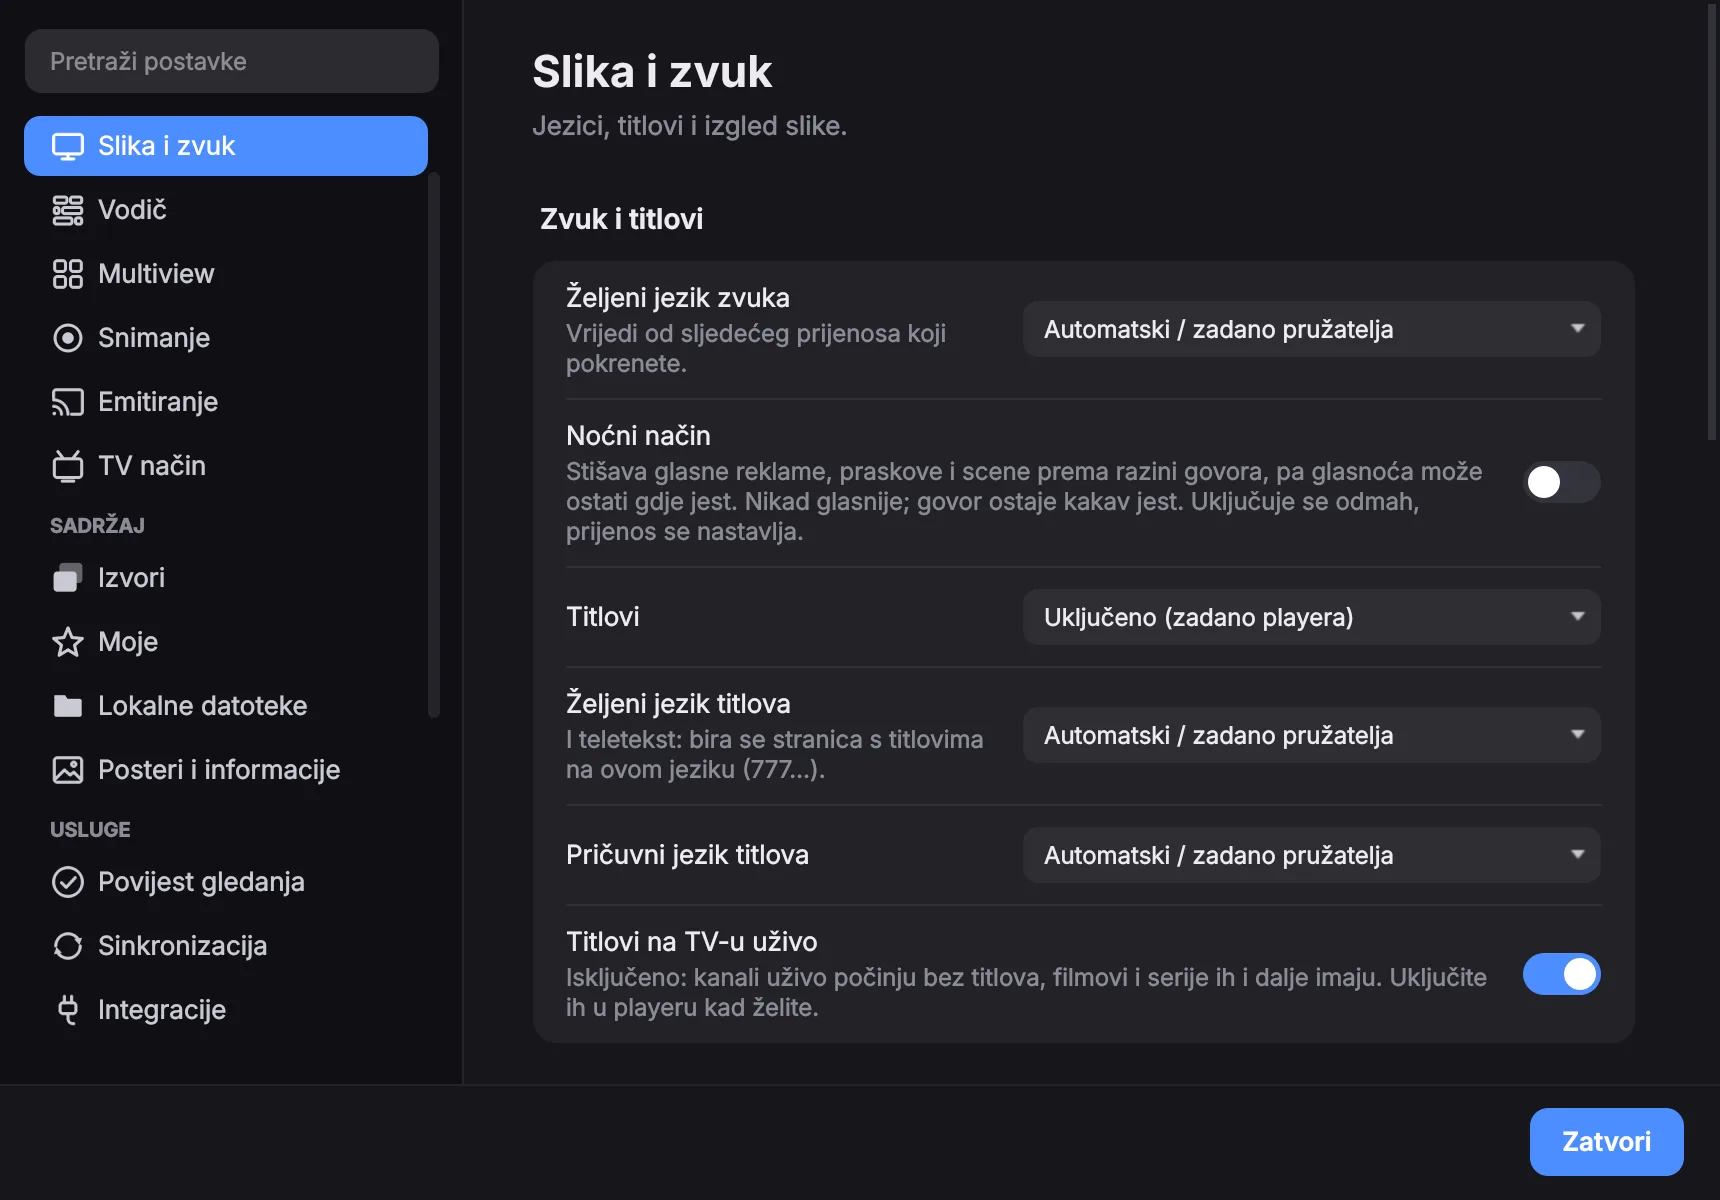 Pretraži postavke
Slika i zvuk
Vodič
Multiview
Snimanje
Emitiranje
TV način
SADRŽAJ
Izvori
Moje
Lokalne datoteke
Posteri i informacije
USLUGE
Povijest gledanja
Sinkronizacija
Integracije
Slika i zvuk
Jezici, titlovi i izgled slike.
Zvuk i titlovi
Željeni jezik zvuka
Vrijedi od sljedećeg prijenosa koji
pokrenete.
Automatski / zadano pružatelja
Noćni način
Stišava glasne reklame, praskove i scene prema razini govora, pa glasnoća može
ostati gdje jest. Nikad glasnije; govor ostaje kakav jest. Uključuje se odmah,
prijenos se nastavlja.
Titlovi
Uključeno (zadano playera)
Željeni jezik titlova
I teletekst: bira se stranica s titlovima
na ovom jeziku (777...).
Automatski / zadano pružatelja
Pričuvni jezik titlova
Automatski / zadano pružatelja
Titlovi na TV-u uživo
Isključeno: kanali uživo počinju bez titlova, filmovi i serije ih i dalje imaju. Uključite
ih u playeru kad želite.
Zatvori